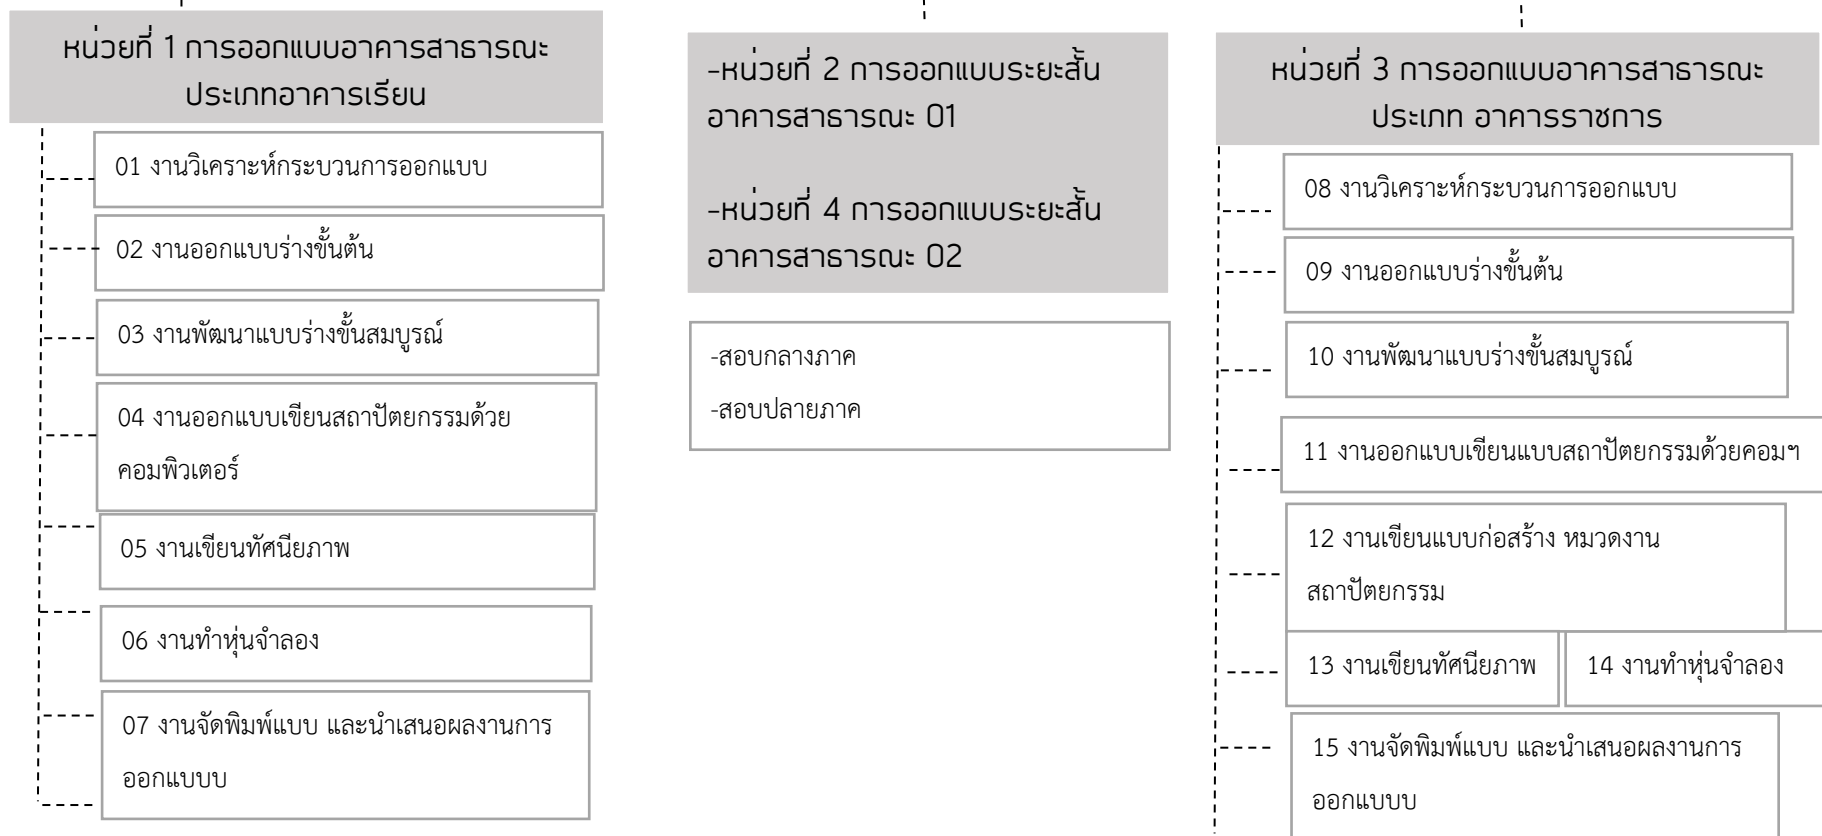 หน่วยที่ 1 การออกแบบอาคารสาธารณะ
ประเภทอาคารเรียน
01 งานวิเคราะห์กระบวนการออกแบบ
02 งานออกแบบร่างขั้นต้น
03 งานพัฒนาแบบร่างขั้นสมบูรณ์
04 งานออกแบบเขียนสถาปัตยกรรมด้วย
คอมพิวเตอร์
05 งานเขียนทัศนียภาพ
06 งานทำหุ่นจำลอง
07 งานจัดพิมพ์แบบ และนำเสนอผลงานการ
ออกแบบบ
-หน่วยที่ 2 การออกแบบระยะสั้น
อาคารสาธารณะ 01
-หน่วยที่ 4 การออกแบบระยะสั้น
อาคารสาธารณะ 02
-สอบกลางภาค
-สอบปลายภาค
หน่วยที่ 3 การออกแบบอาคารสาธารณะ
ประเภท อาคารราชการ
08 งานวิเคราะห์กระบวนการออกแบบ
09 งานออกแบบร่างขั้นต้น
10 งานพัฒนาแบบร่างขั้นสมบูรณ์
11 งานออกแบบเขียนแบบสถาปัตยกรรมด้วยคอมฯ
12 งานเขียนแบบก่อสร้าง หมวดงาน
สถาปัตยกรรม
13 งานเขียนทัศนียภาพ
14 งานทำหุ่นจำลอง
15 งานจัดพิมพ์แบบ และนำเสนอผลงานการ
ออกแบบบ